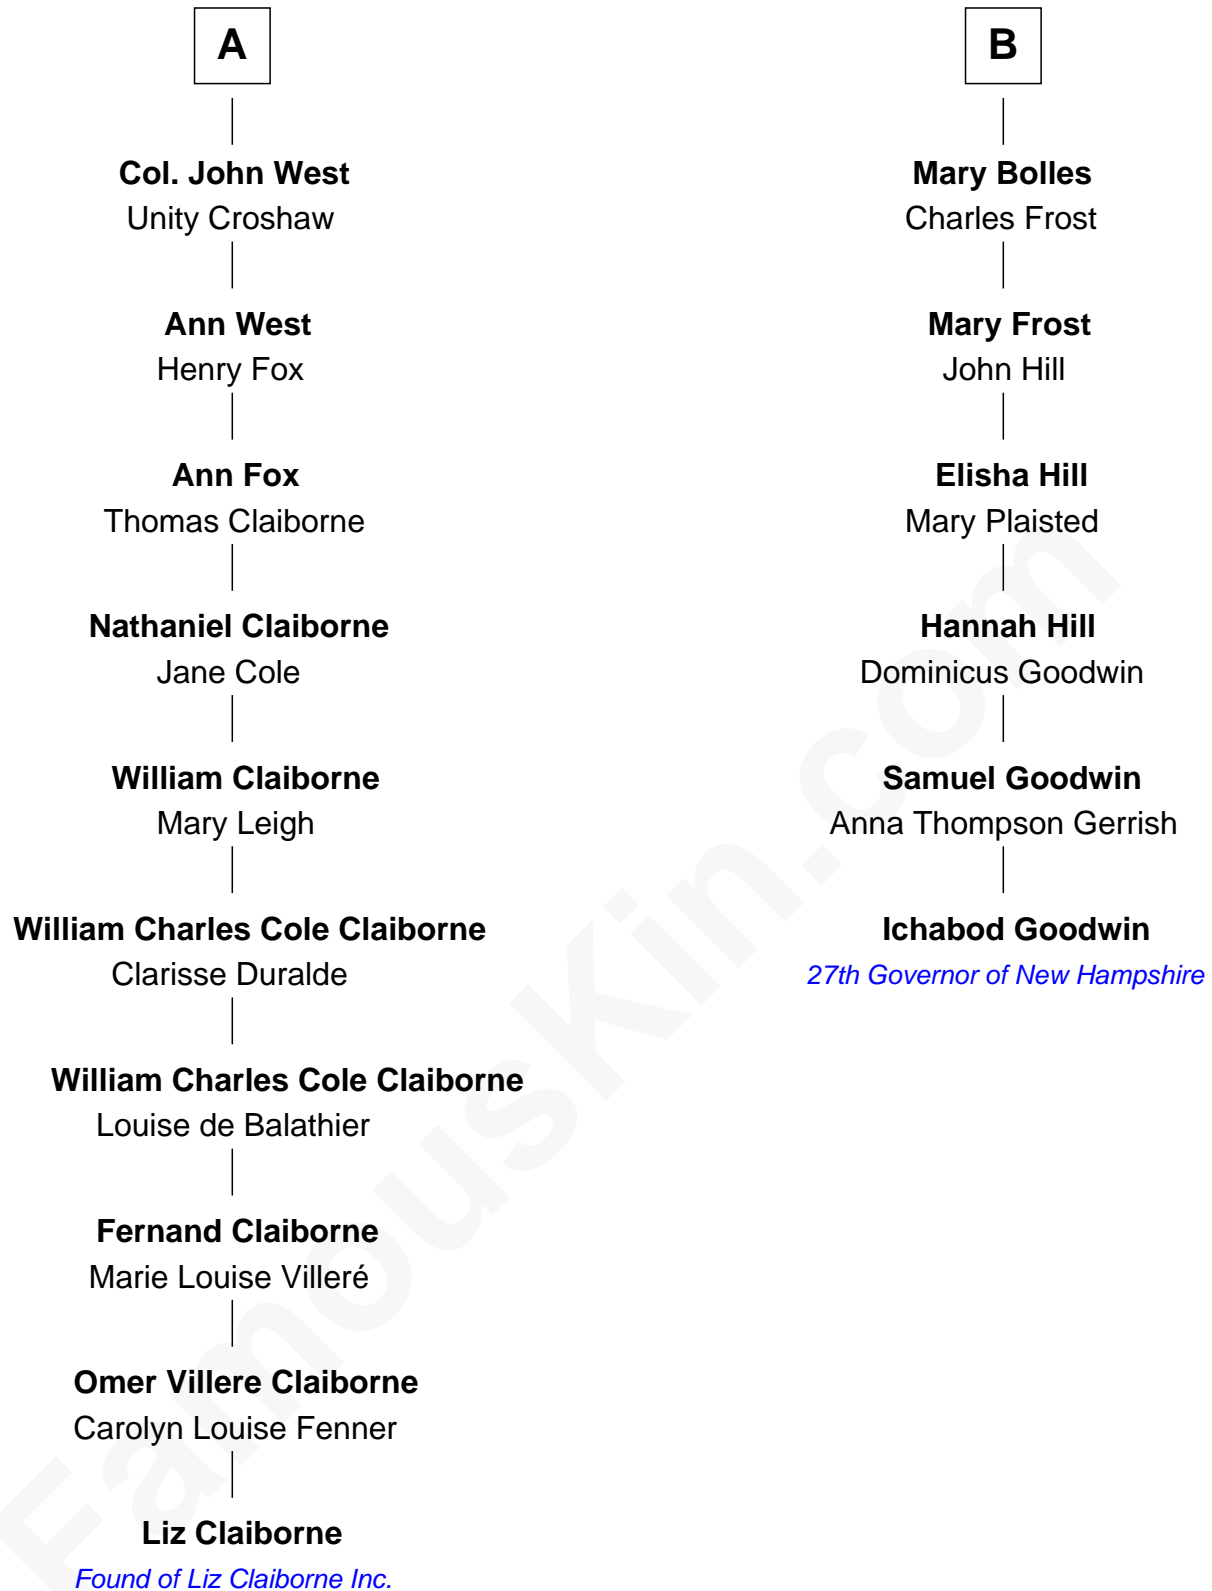 A
Col. John West
Unity Croshaw
Ann West
Henry Fox
Ann Fox
Thomas Claiborne
Nathaniel Claiborne
Jane Cole
William Claiborne
Mary Leigh
William Charles Cole Claiborne
Clarisse Duralde
William Charles Cole Claiborne
Louise de Balathier
Fernand Claiborne
Marie Louise Villeré
Omer Villere Claiborne
Carolyn Louise Fenner
Liz Claiborne
Found of Liz Claiborne Inc.
B
Mary Bolles
Charles Frost
Mary Frost
John Hill
Elisha Hill
Mary Plaisted
Hannah Hill
Dominicus Goodwin
Samuel Goodwin
Anna Thompson Gerrish
Ichabod Goodwin
27th Governor of New Hampshire
FamousKin.com